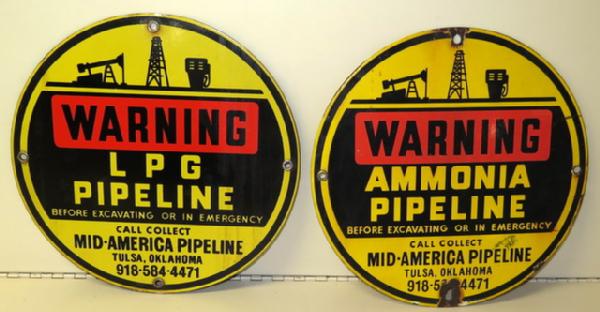 WARNING
LPG
PIPELINE
BEFORE EXCAVATING OR IN EMERGENCY
CALL COLLECT
MID-AMERICA PIPELINE
TULSA, OKLAHOMA
918-584-4471
WARNING
AMMONIA
PIPELINE
BEFORE EXCAVATING OR IN EMERGENCY
CALL COLLECT
MID-AMERICA PIPELINE
TULSA, OKLAHOMA